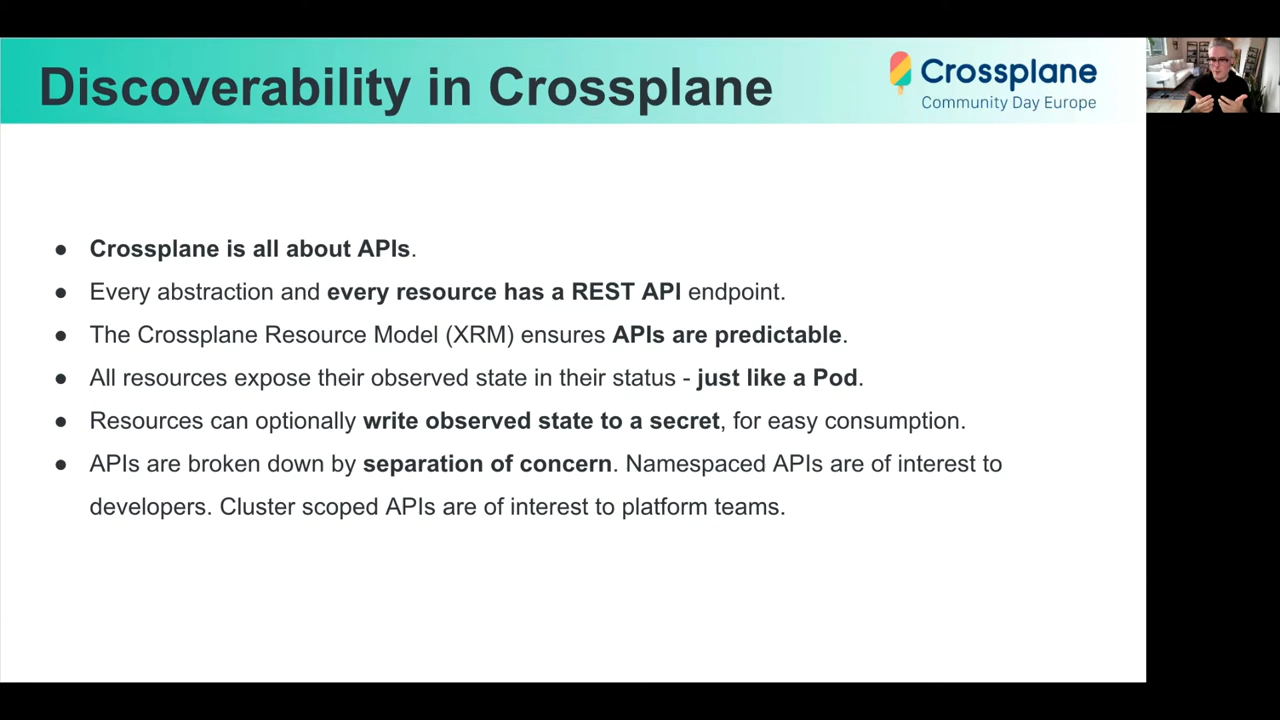 Discoverability in Crossplane
Crossplane
Community Day Europe
● Crossplane is all about APIs.
● Every abstraction and every resource has a REST API endpoint.
● The Crossplane Resource Model (XRM) ensures APIs are predictable.
● All resources expose their observed state in their status - just like a Pod.
● Resources can optionally write observed state to a secret, for easy consumption.
● APIs are broken down by separation of concern. Namespaced APIs are of interest to
developers. Cluster scoped APIs are of interest to platform teams.